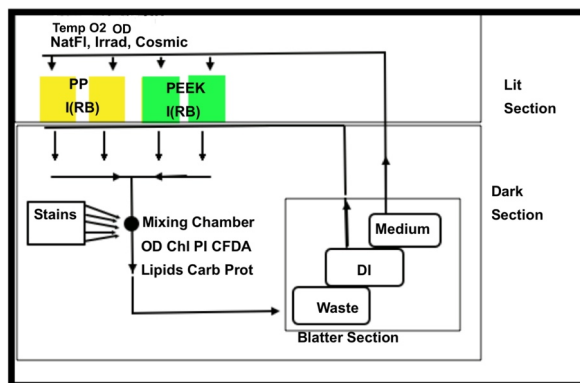 Temp O2 OD
NatFl, Irrad, Cosmic
PP
I(RB)
PEEK
I(RB)
Lit
Section
Dark
Section
Stains
Mixing Chamber
OD Chl PI CFDA
Lipids Carb Prot
Medium
DI
Waste
Blatter Section